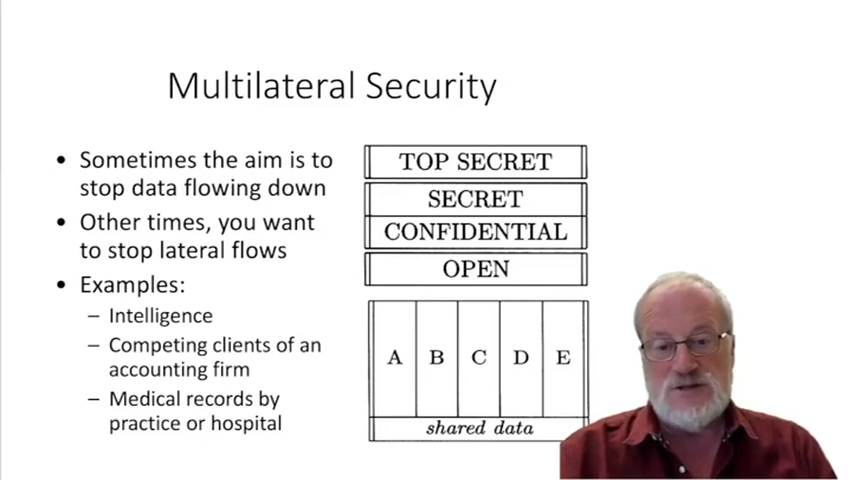 Multilateral Security
• Sometimes the aim is to
stop data flowing down
• Other times, you want
to stop lateral flows
• Examples:
– Intelligence
– Competing clients of an
accounting firm
– Medical records by
practice or hospital
TOP SECRET
SECRET
CONFIDENTIAL
OPEN
A B C D E
shared data